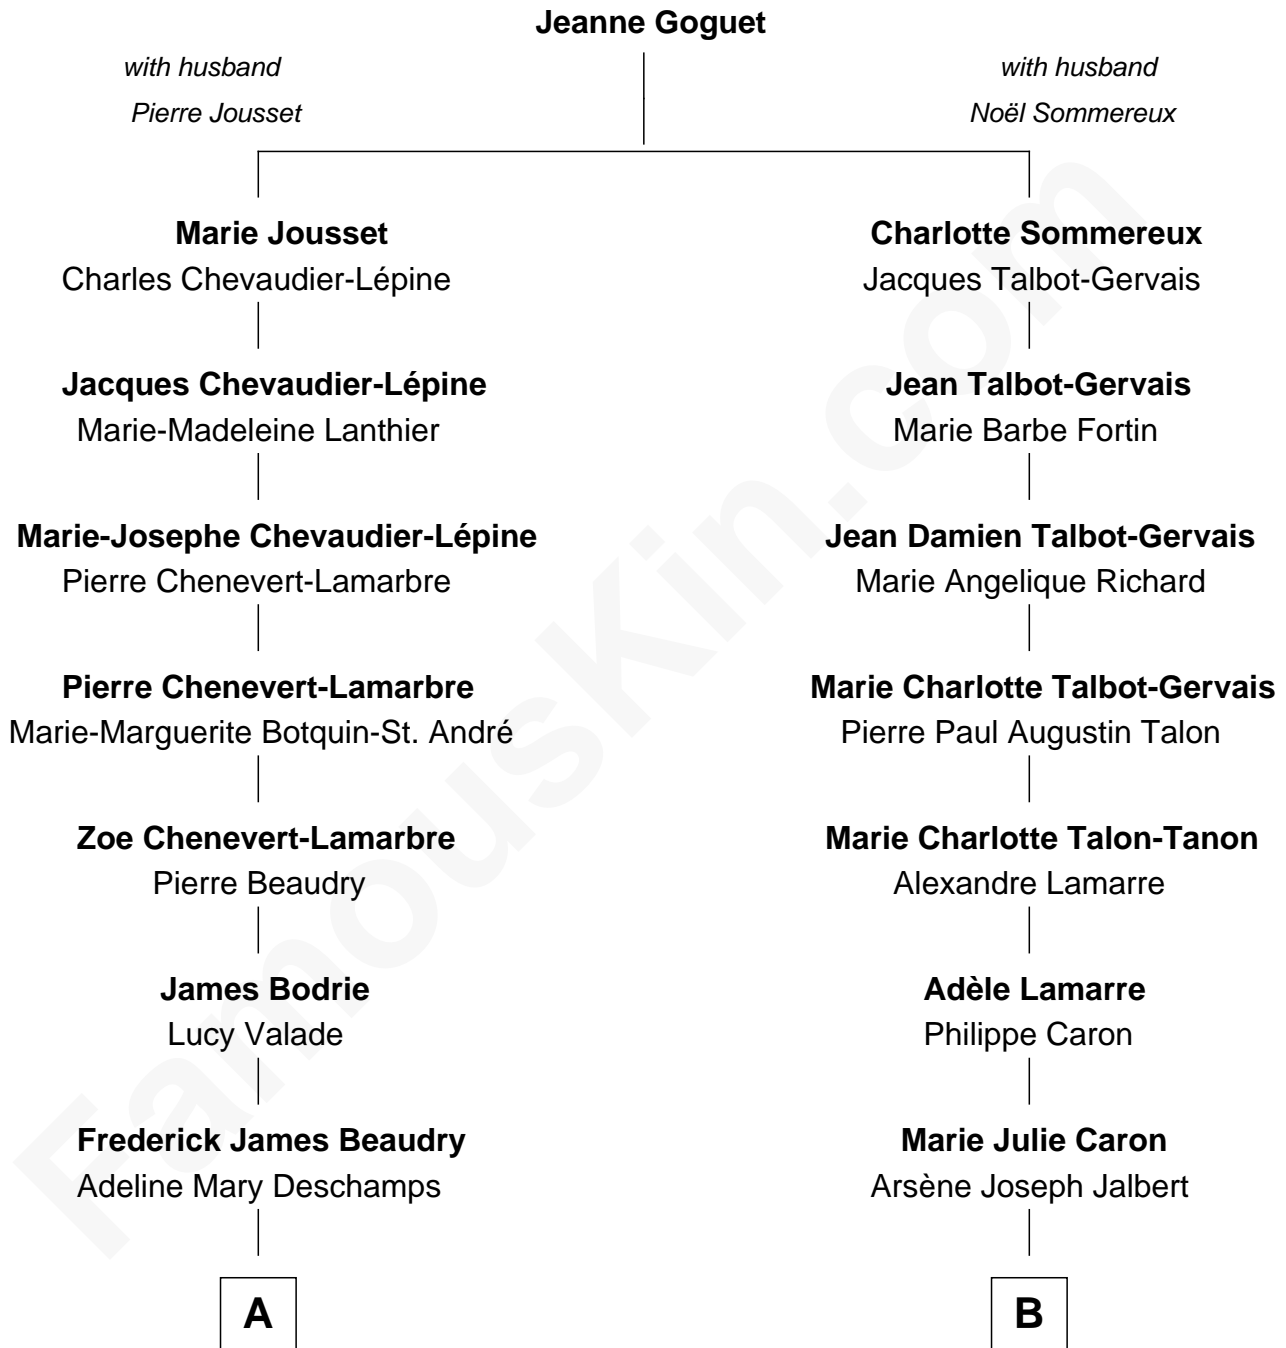 Jeanne Goguet
with husband
Pierre Jousset
with husband
Noël Sommereux
Marie Jousset
Charles Chevaudier-Lépine
Jacques Chevaudier-Lépine
Marie-Madeleine Lanthier
Marie-Josephe Chevaudier-Lépine
Pierre Chenevert-Lamarbre
Pierre Chenevert-Lamarbre
Marie-Marguerite Botquin-St. André
Zoe Chenevert-Lamarbre
Pierre Beaudry
James Bodrie
Lucy Valade
Frederick James Beaudry
Adeline Mary Deschamps
A
Charlotte Sommereux
Jacques Talbot-Gervais
Jean Talbot-Gervais
Marie Barbe Fortin
Jean Damien Talbot-Gervais
Marie Angelique Richard
Marie Charlotte Talbot-Gervais
Pierre Paul Augustin Talon
Marie Charlotte Talon-Tanon
Alexandre Lamarre
Adèle Lamarre
Philippe Caron
Marie Julie Caron
Arsène Joseph Jalbert
B
FamousKin.com